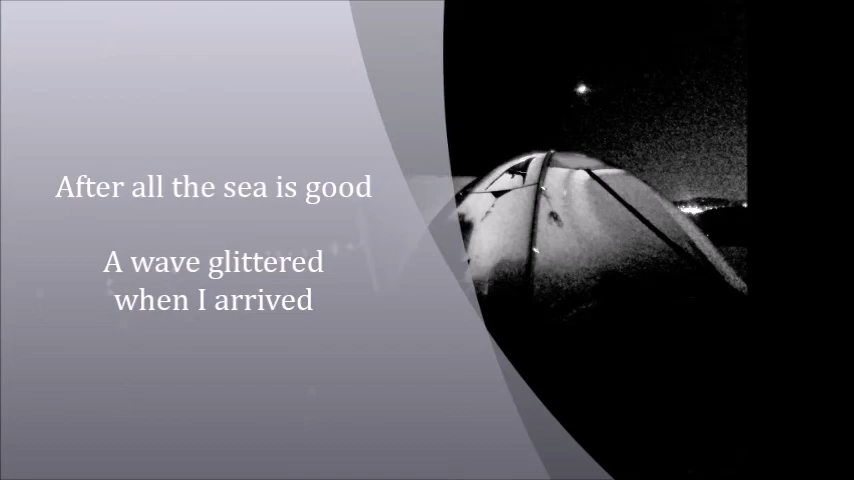 After all the sea is good
A wave glittered
when I arrived